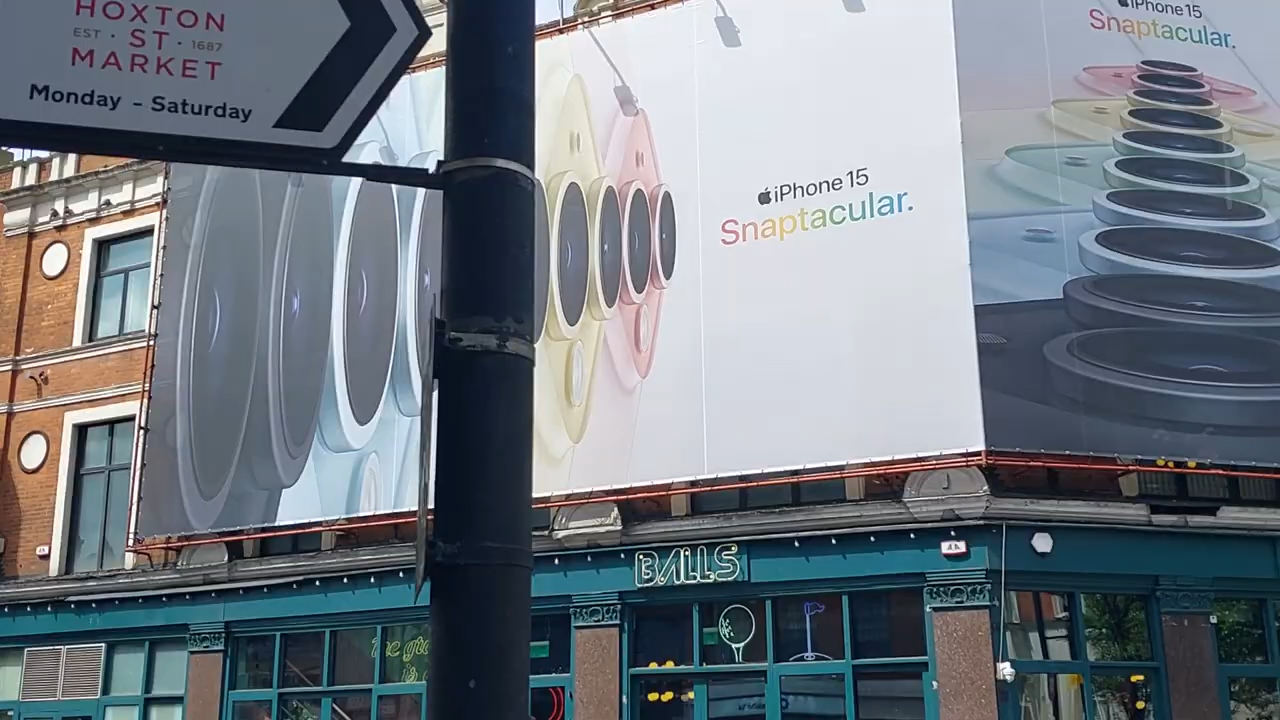 HOXTON
EST · ST · 1687
MARKET
Monday - Saturday
iPhone 15
Snaptacular.
iPhone 15
Snaptacular.
BALLS